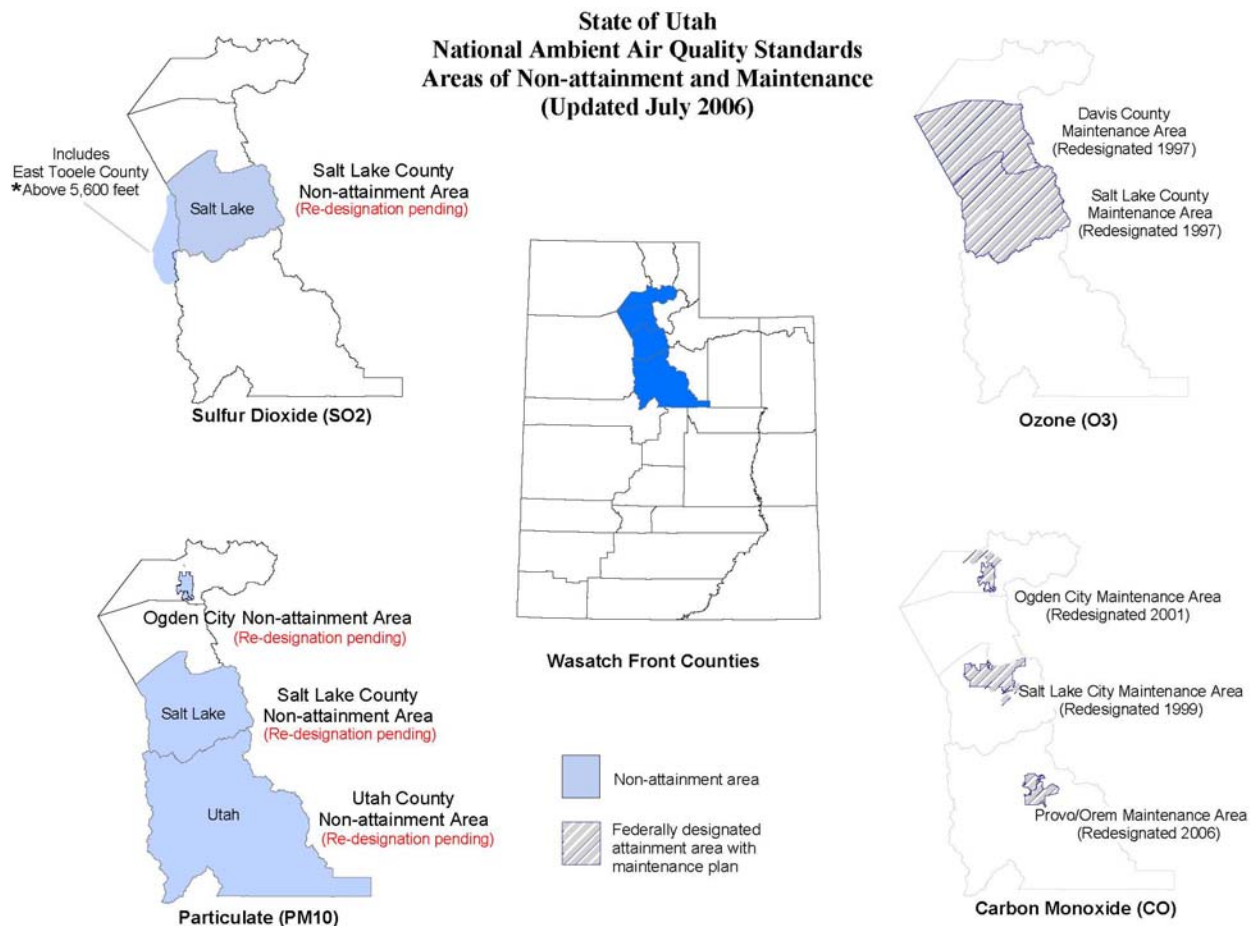 State of Utah
National Ambient Air Quality Standards
Areas of Non-attainment and Maintenance
(Updated July 2006)
Includes
East Tooele County
*Above 5,600 feet
Salt Lake
Salt Lake County
Non-attainment Area
(Re-designation pending)
Sulfur Dioxide (SO2)
Davis County
Maintenance Area
(Redesignated 1997)
Salt Lake County
Maintenance Area
(Redesignated 1997)
Ozone (O3)
Wasatch Front Counties
Ogden City Non-attainment Area
(Re-designation pending)
Salt Lake
Salt Lake County
Non-attainment Area
(Re-designation pending)
Utah
Utah County
Non-attainment Area
(Re-designation pending)
Particulate (PM10)
Non-attainment area
Federally designated
attainment area with
maintenance plan
Ogden City Maintenance Area
(Redesignated 2001)
Salt Lake City Maintenance Area
(Redesignated 1999)
Provo/Orem Maintenance Area
(Redesignated 2006)
Carbon Monoxide (CO)